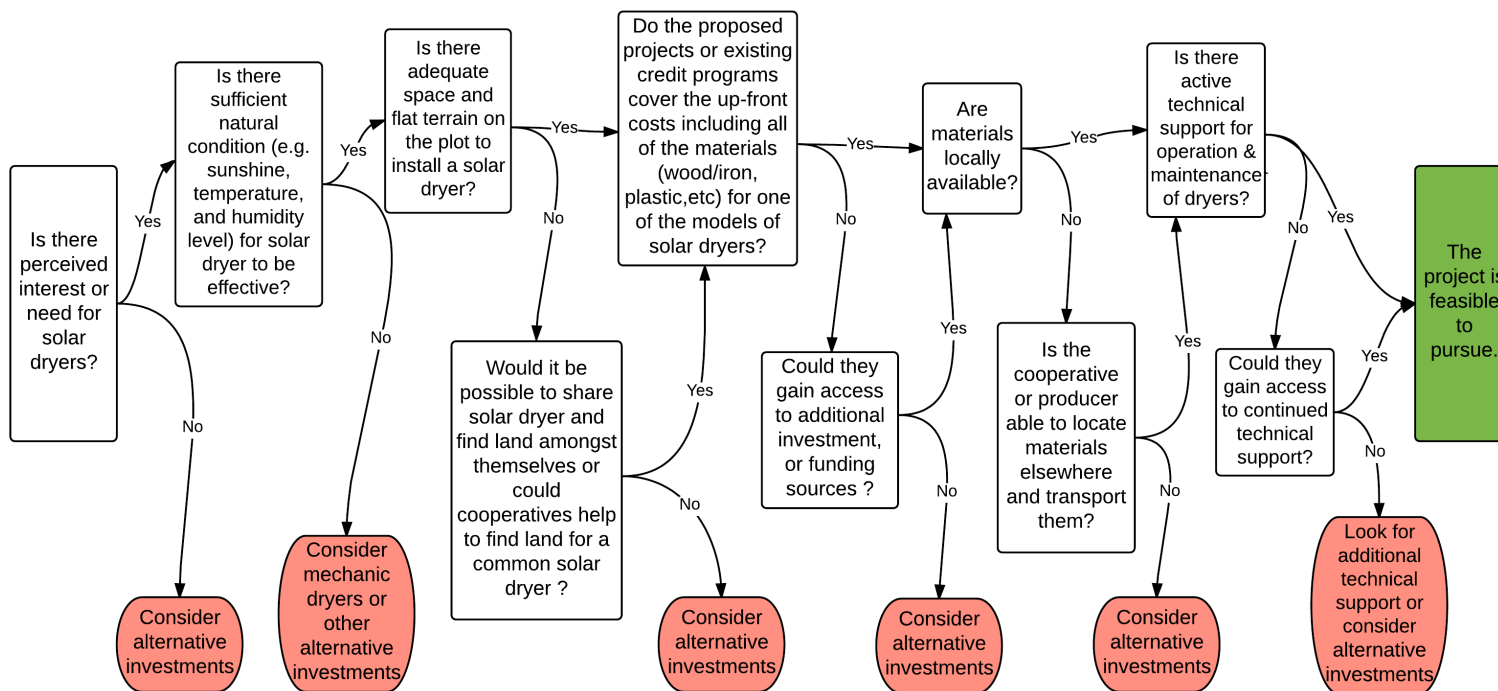 Is there
perceived
interest or
need for
solar
dryers?
Yes
No
Consider
alternative
investments
Is there
sufficient
natural
condition (e.g.
sunshine,
temperature,
and humidity
level) for solar
dryer to be
effective?
Yes
No
Consider
mechanic
dryers or
other
alternative
investments
Is there
adequate
space and
flat terrain on
the plot to
install a solar
dryer?
Yes
No
Would it be
possible to share
solar dryer and
find land amongst
themselves or
could
cooperatives help
to find land for a
common solar
dryer ?
Yes
No
Consider
alternative
investments
Do the proposed
projects or existing
credit programs
cover the up-front
costs including all
of the materials
(wood/iron,
plastic,etc) for one
of the models of
solar dryers?
Yes
No
Could they
gain access
to additional
investment,
or funding
sources ?
Yes
No
Consider
alternative
investments
Are
materials
locally
available?
Yes
No
Is the
cooperative
or producer
able to locate
materials
elsewhere
and transport
them?
Yes
No
Consider
alternative
investments
Is there
active
technical
support for
operation &
maintenance
of dryers?
Yes
No
Could they
gain access
to continued
technical
support?
Yes
No
Look for
additional
technical
support or
consider
alternative
investments
The
project is
feasible
to
pursue.